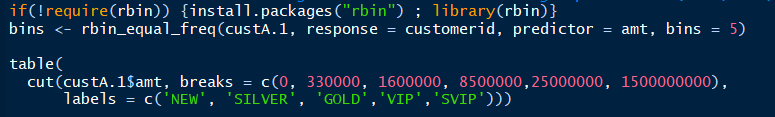 if(!require(rbin)) {install.packages("rbin") ; library(rbin)}
bins <- rbin_equal_freq(custA.1, response = customerid, predictor = amt, bins = 5)
table(
cut(custA.1$amt, breaks = c(0, 330000, 1600000, 8500000,25000000, 1500000000),
labels = c('NEW', 'SILVER', 'GOLD','VIP','SVIP')))